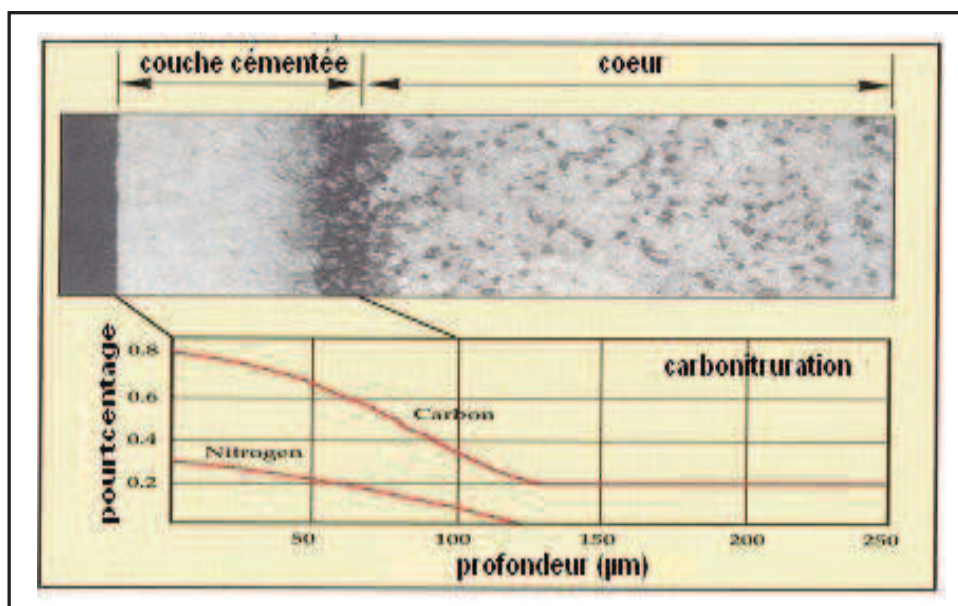 couche cémentée coeur
pourtcentage
0.8
0.6
0.4
0.2
carbonitruration
Carbon
Nitrogen
50 100 150 200 250
profondeur (µm)